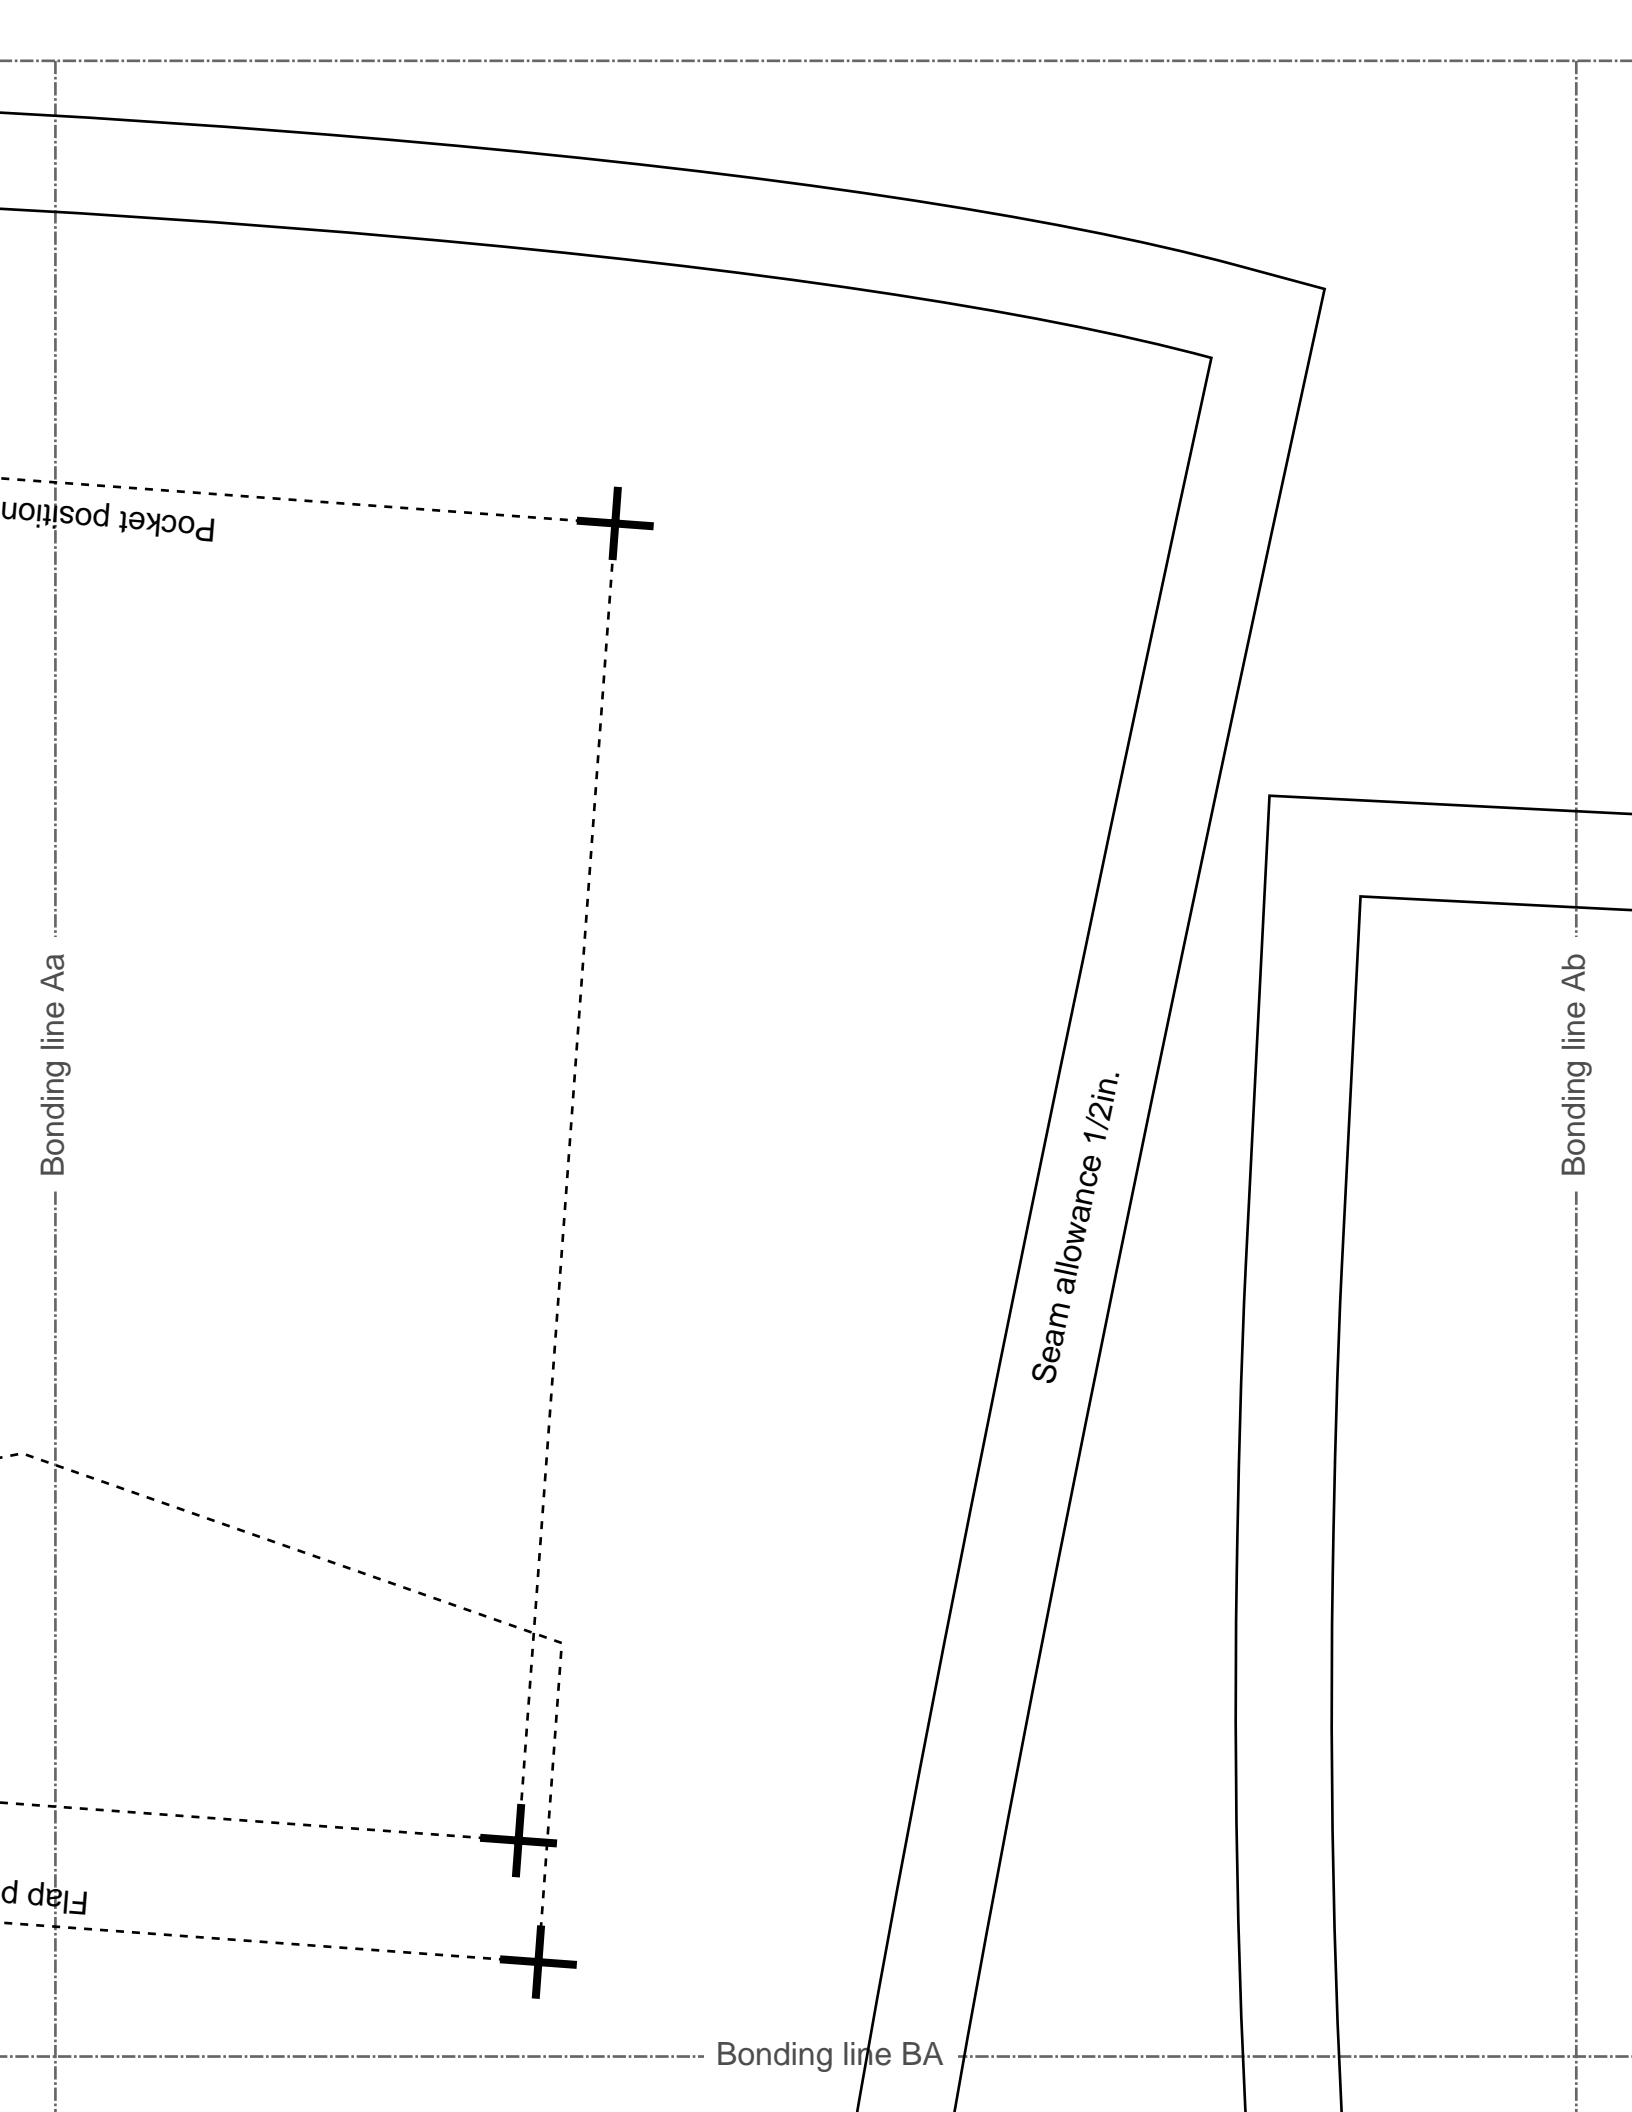 Pocket position
Bonding line Aa
Bonding line Ab
Seam allowance 1/2in.
Flap p
Bonding line BA